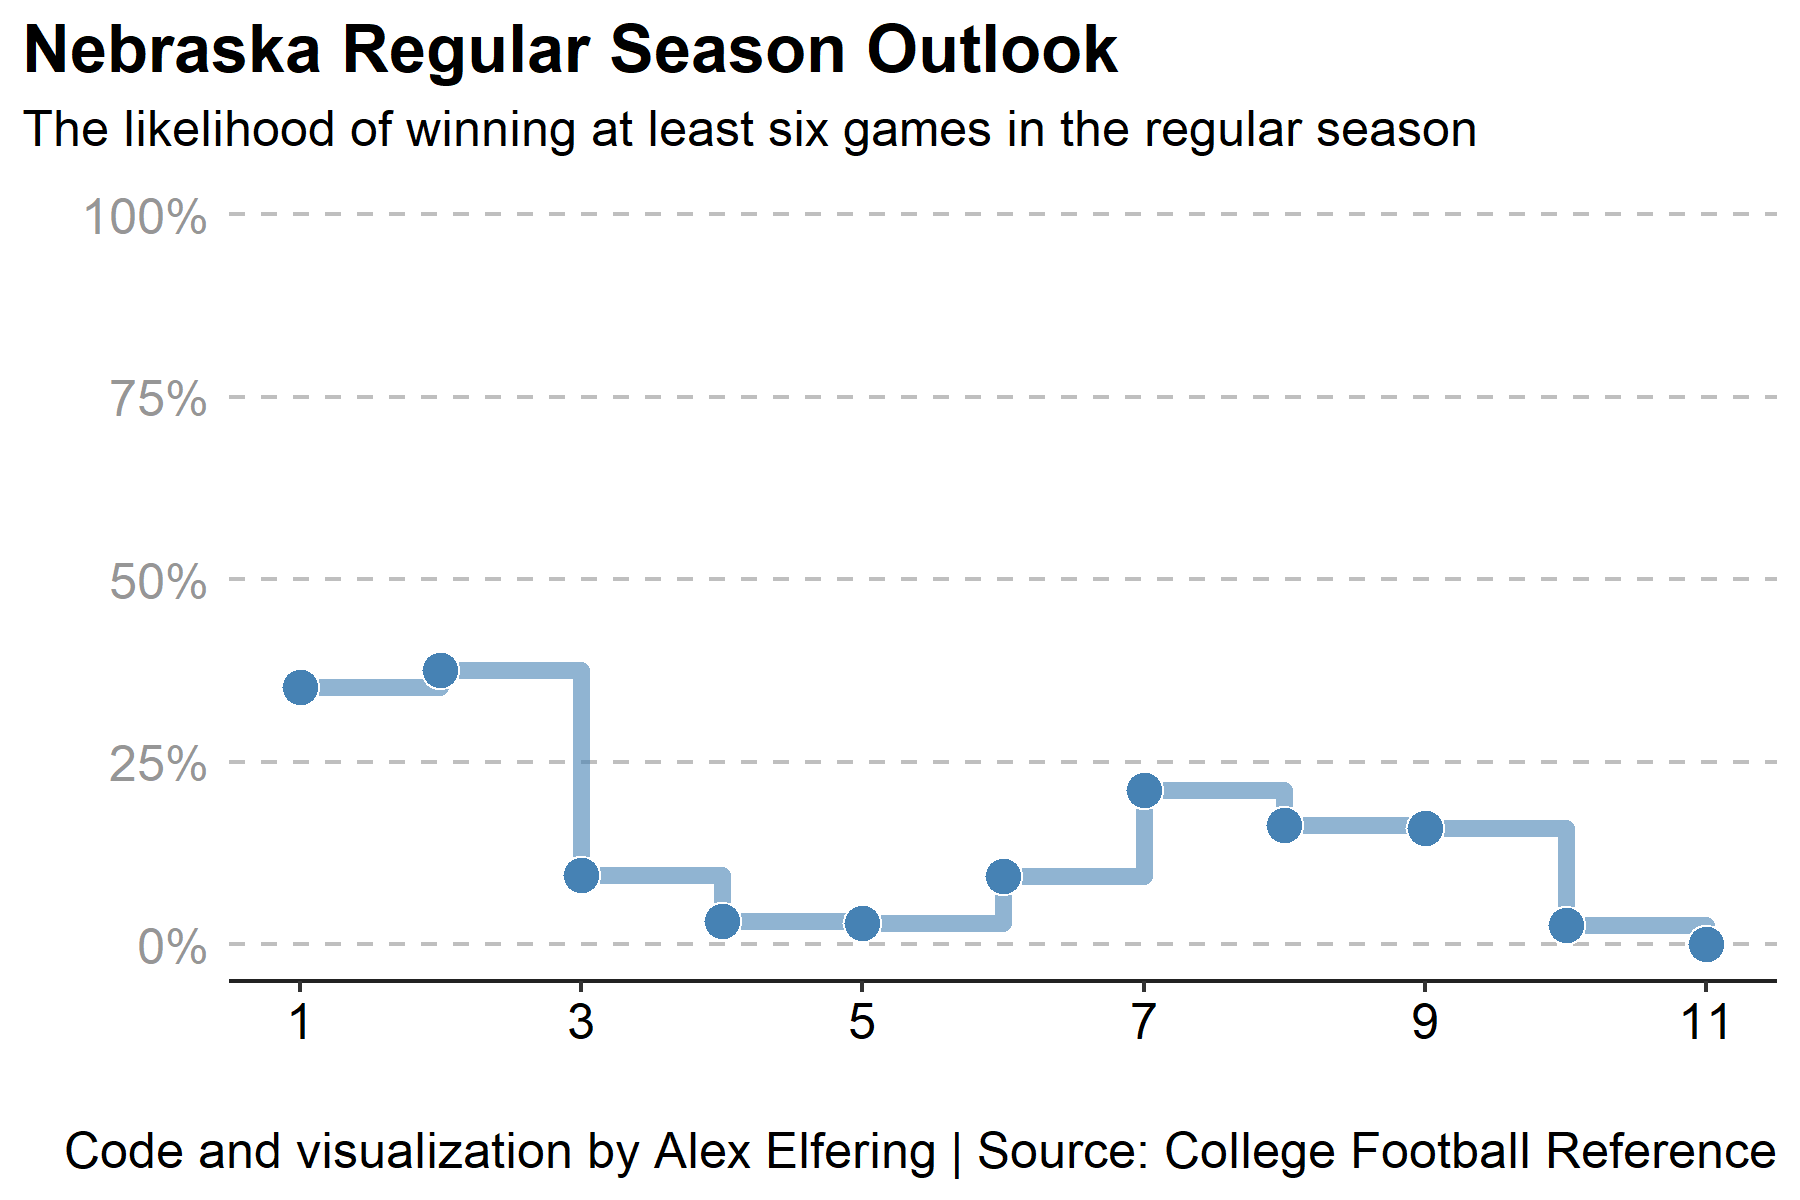 Nebraska Regular Season Outlook
The likelihood of winning at least six games in the regular season
100%
75%
50%
25%
0%
1 3 5 7 9 11
Code and visualization by Alex Elfering | Source: College Football Reference